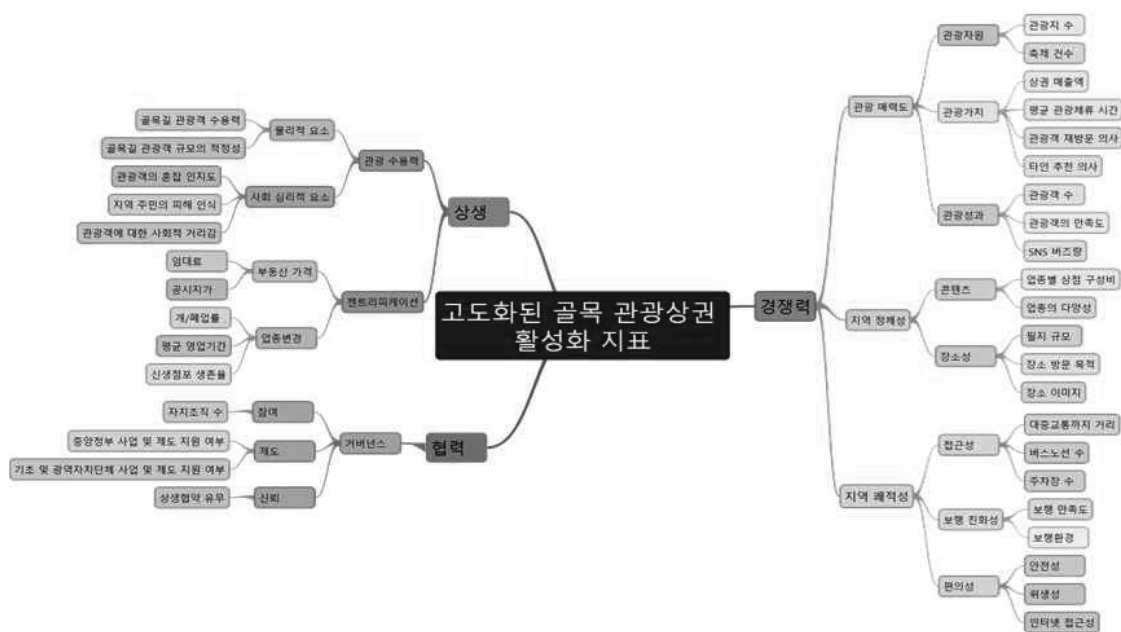 고도화된 골목 관광상권
활성화 지표
상생
관광 수용력
물리적 요소
골목길 관광객 수용력
골목길 관광객 규모의 적정성
사회 심리적 요소
관광객의 혼잡 인지도
지역 주민의 피해 인식
관광객에 대한 사회적 거리감
젠트리피케이션
부동산 가격
임대료
공시지가
업종변경
개/폐업률
평균 영업기간
신생점포 생존율
협력
거버넌스
참여
자치조직 수
제도
중앙정부 사업 및 제도 지원 여부
기초 및 광역자치단체 사업 및 제도 지원 여부
신뢰
상생협약 유무
경쟁력
관광 매력도
관광자원
관광지 수
축제 건수
관광가치
상권 매출액
평균 관광체류 시간
관광객 재방문 의사
타인 추천 의사
관광성과
관광객 수
관광객의 만족도
SNS 버즈량
지역 정체성
콘텐츠
업종별 상점 구성비
업종의 다양성
장소성
필지 규모
장소 방문 목적
장소 이미지
지역 쾌적성
접근성
대중교통까지 거리
버스노선 수
주차장 수
보행 친화성
보행 만족도
보행환경
편의성
안전성
위생성
인터넷 접근성